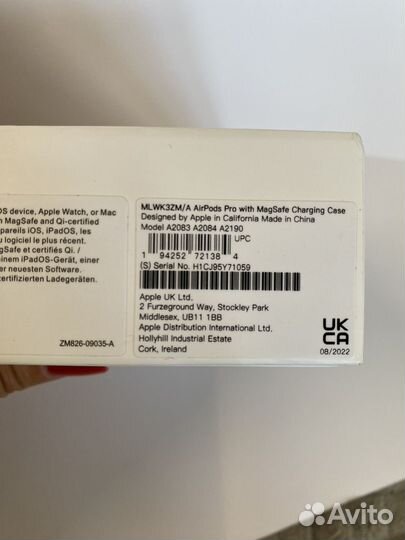 OS device, Apple Watch, or Mac
n MagSafe and Qi-certified
pareils iOS, iPadOS, les
u logiciel le plus récent.
gSafe et certifiés Qi. /
einem iPadOS-Gerät, einer
er neuesten Software.
ertifizierten Ladegeräten.
ZM826-09035-A
MLWK3ZM/A AirPods Pro with MagSafe Charging Case
Designed by Apple in California Made in China
Model A2083 A2084 A2190
UPC
1 94252 72138 4
(S) Serial No. H1CJ95Y71059
Apple UK Ltd.
2 Furzeground Way, Stockley Park
Middlesex, UB11 1BB
Apple Distribution International Ltd.
Hollyhill Industrial Estate
Cork, Ireland
UK
CA
08/2022
Avito